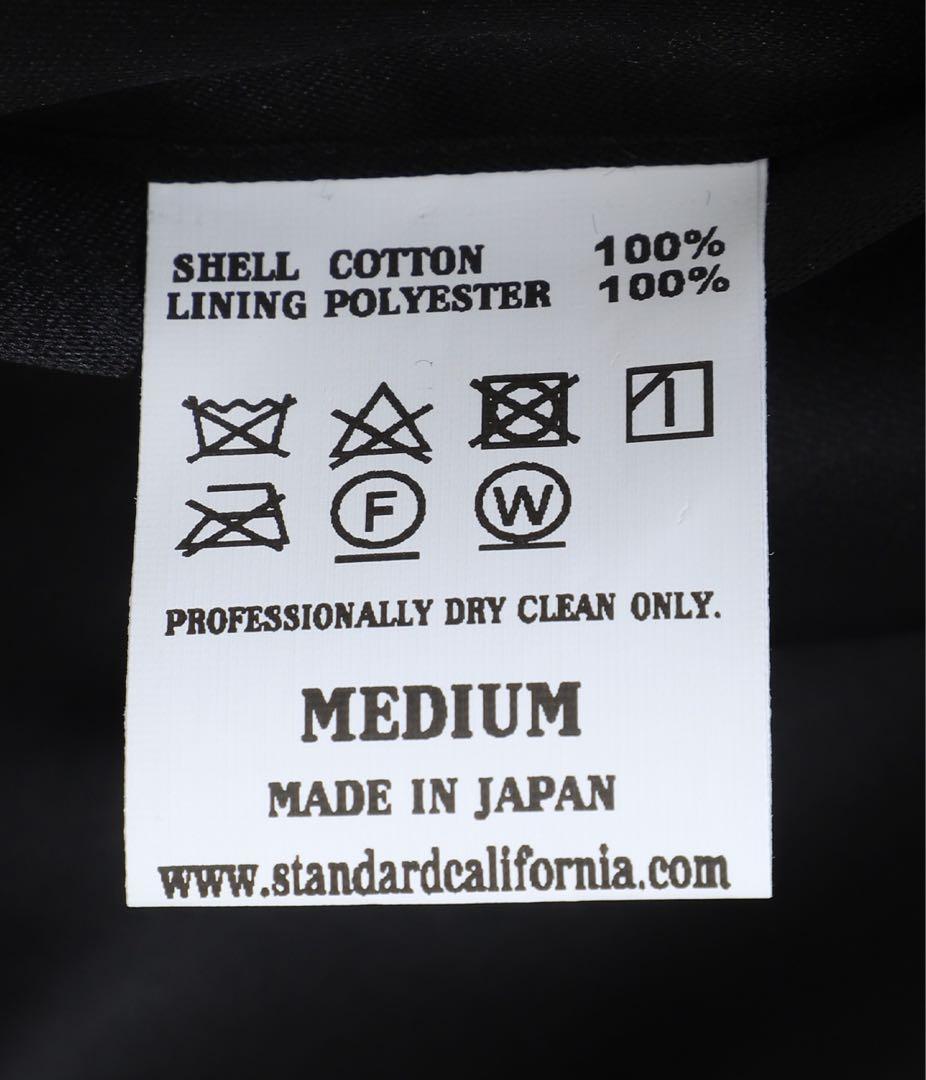 SHELL COTTON 100%
LINING POLYESTER 100%
F W
PROFESSIONALLY DRY CLEAN ONLY.
MEDIUM
MADE IN JAPAN
www.standardcalifornia.com